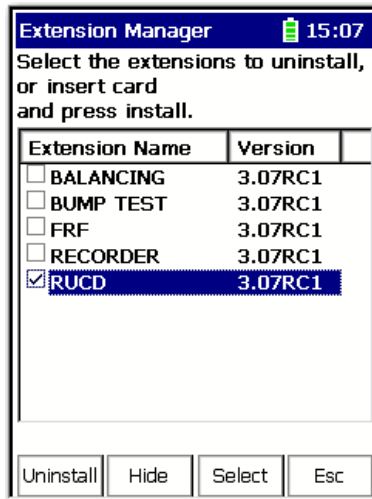 Extension Manager 15:07
Select the extensions to uninstall,
or insert card
and press install.
Extension Name Version
BALANCING 3.07RC1
BUMP TEST 3.07RC1
FRF 3.07RC1
RECORDER 3.07RC1
RUCD 3.07RC1
Uninstall Hide Select Esc